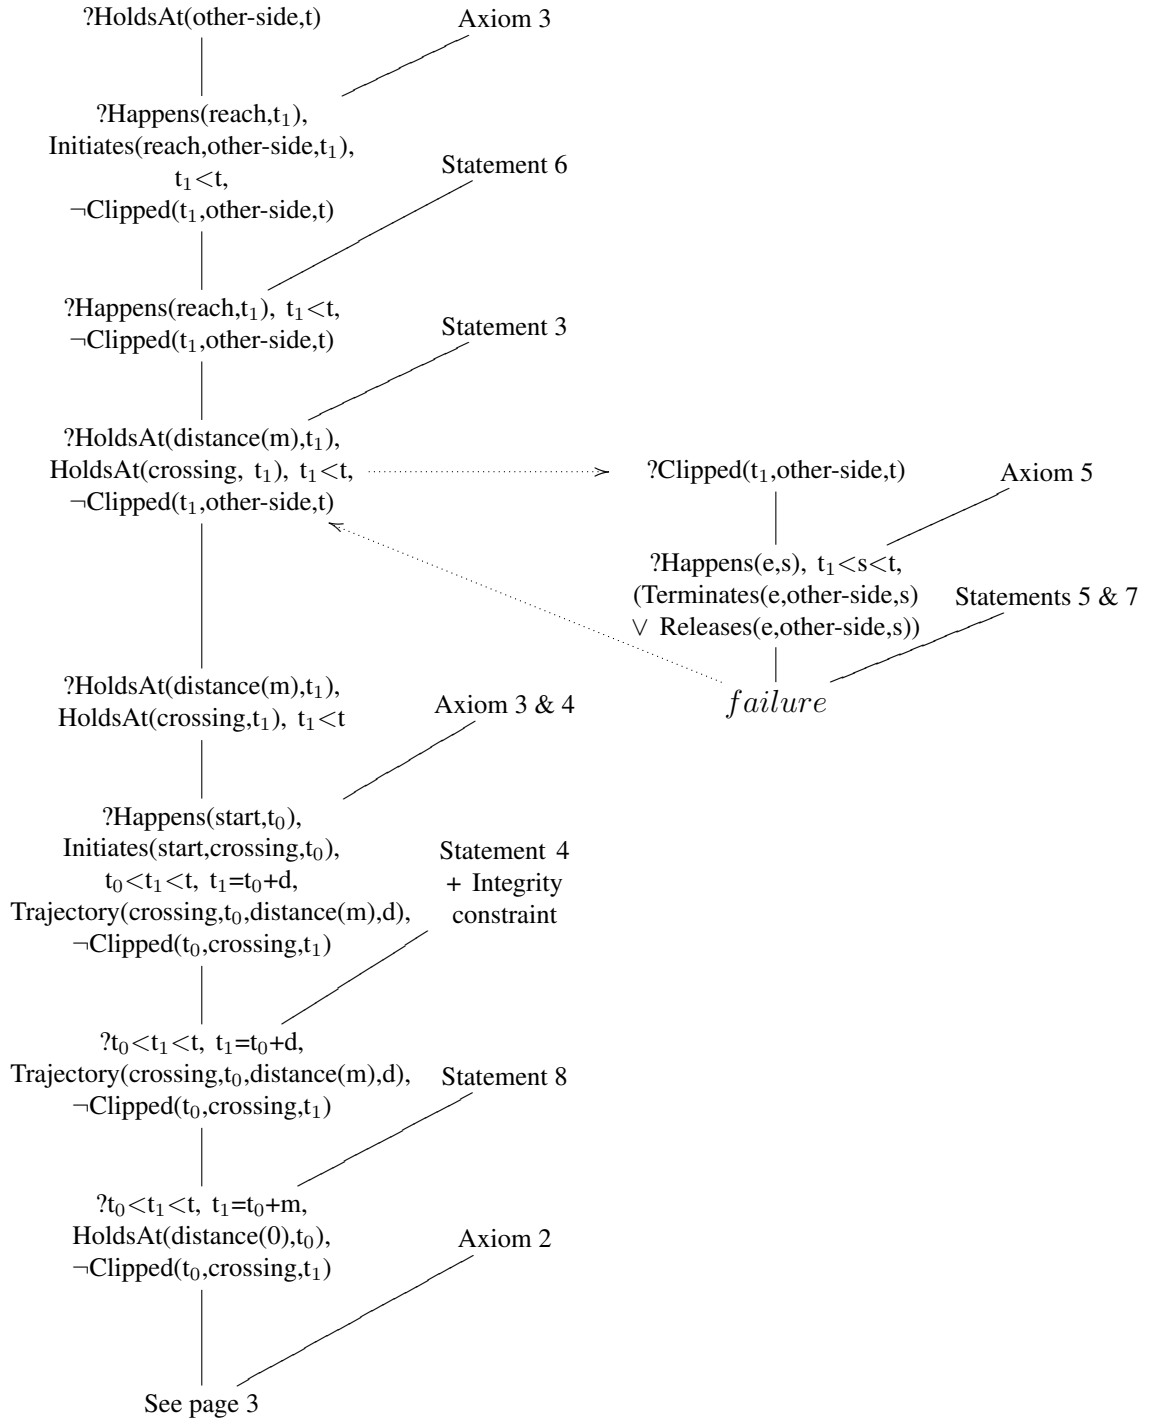 ?HoldsAt(other-side,t)
Axiom 3
?Happens(reach,t₁),
Initiates(reach,other-side,t₁),
t₁<t,
¬Clipped(t₁,other-side,t)
Statement 6
?Happens(reach,t₁), t₁<t,
¬Clipped(t₁,other-side,t)
Statement 3
?HoldsAt(distance(m),t₁),
HoldsAt(crossing, t₁), t₁<t,
¬Clipped(t₁,other-side,t)
?Clipped(t₁,other-side,t)
Axiom 5
?Happens(e,s), t₁<s<t,
(Terminates(e,other-side,s)
∨ Releases(e,other-side,s))
Statements 5 & 7
failure
?HoldsAt(distance(m),t₁),
HoldsAt(crossing,t₁), t₁<t
Axiom 3 & 4
?Happens(start,t₀),
Initiates(start,crossing,t₀),
t₀<t₁<t, t₁=t₀+d,
Trajectory(crossing,t₀,distance(m),d),
¬Clipped(t₀,crossing,t₁)
Statement 4
+ Integrity
constraint
?t₀<t₁<t, t₁=t₀+d,
Trajectory(crossing,t₀,distance(m),d),
¬Clipped(t₀,crossing,t₁)
Statement 8
?t₀<t₁<t, t₁=t₀+m,
HoldsAt(distance(0),t₀),
¬Clipped(t₀,crossing,t₁)
Axiom 2
See page 3